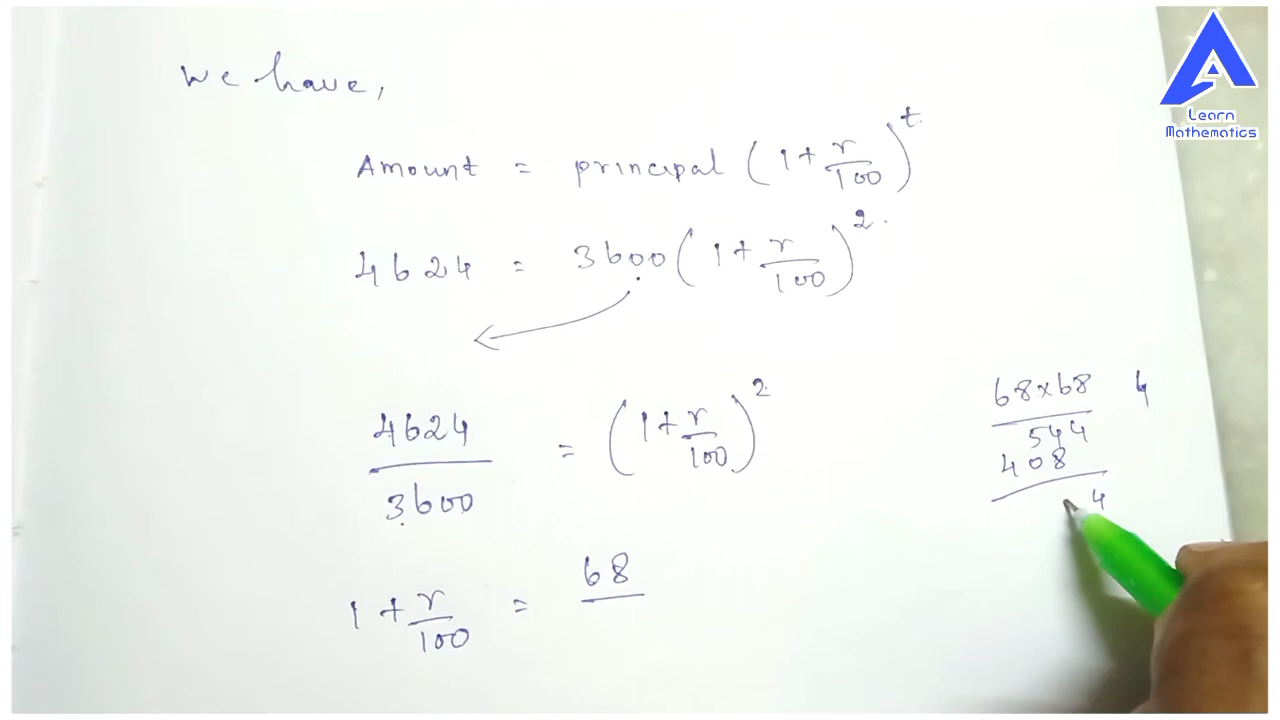 We have,
Amount = principal (1 + r/100)^t.
4624 = 3600 (1 + r/100)^2.
4624/3600 = (1 + r/100)^2
1 + r/100 = 68
68×68 4
544
408
4
Learn
Mathematics